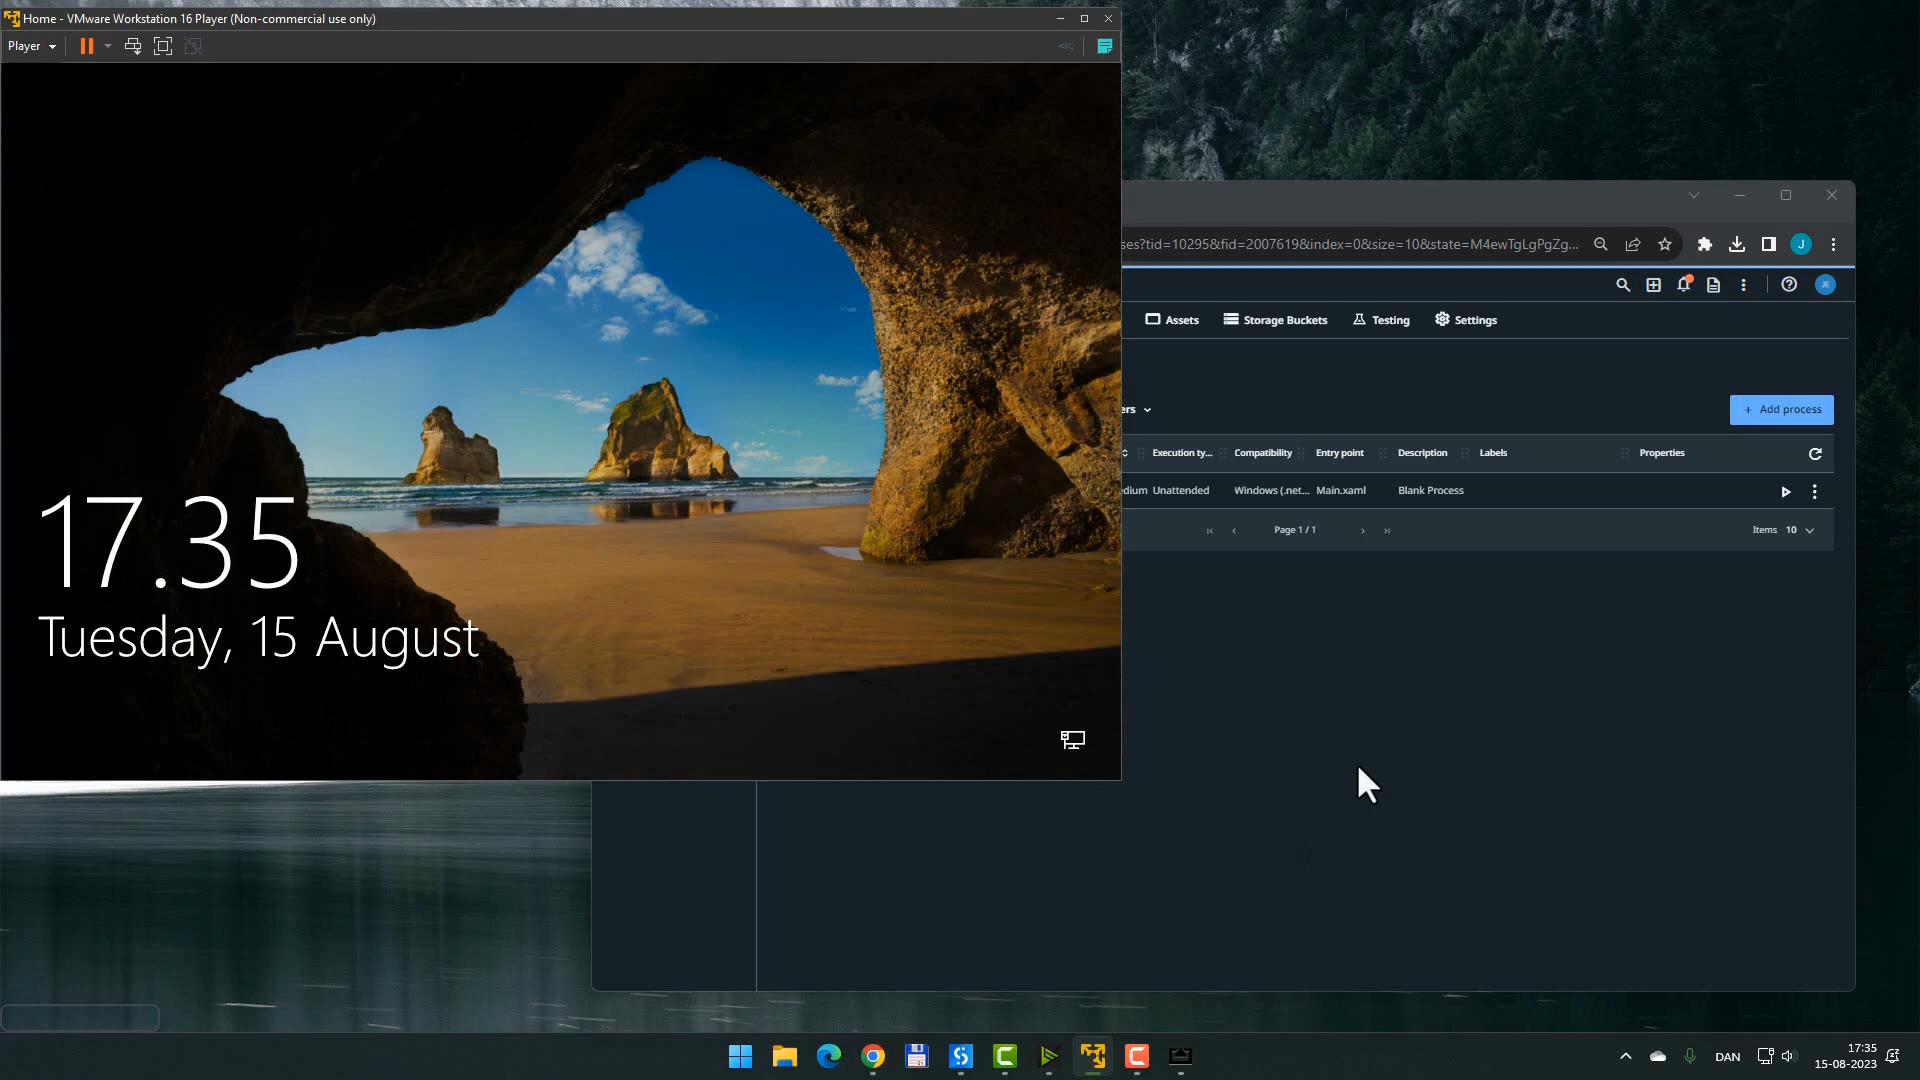 Home - VMware Workstation 16 Player (Non-commercial use only)
Player
17.35
Tuesday, 15 August
ses?tid=10295&fid=2007619&index=0&size=10&state=M4ewTgLgPgZg...
J
JE
Assets
Storage Buckets
Testing
Settings
ers
+ Add process
Execution ty...
Compatibility
Entry point
Description
Labels
Properties
edium
Unattended
Windows (.net...
Main.xaml
Blank Process
Page 1 / 1
Items 10
DAN
17:35
15-08-2023